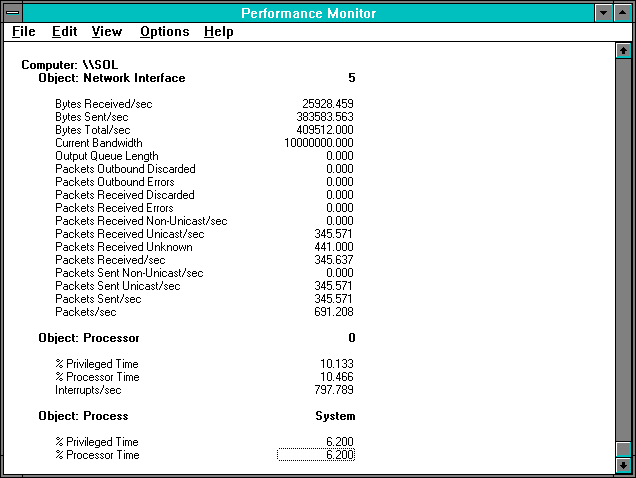 Performance Monitor
File Edit View Options Help
Computer: \\SOL
Object: Network Interface 5
Bytes Received/sec 25928.459
Bytes Sent/sec 383583.563
Bytes Total/sec 409512.000
Current Bandwidth 10000000.000
Output Queue Length 0.000
Packets Outbound Discarded 0.000
Packets Outbound Errors 0.000
Packets Received Discarded 0.000
Packets Received Errors 0.000
Packets Received Non-Unicast/sec 0.000
Packets Received Unicast/sec 345.571
Packets Received Unknown 441.000
Packets Received/sec 345.637
Packets Sent Non-Unicast/sec 0.000
Packets Sent Unicast/sec 345.571
Packets Sent/sec 345.571
Packets/sec 691.208
Object: Processor 0
% Privileged Time 10.133
% Processor Time 10.466
Interrupts/sec 797.789
Object: Process System
% Privileged Time 6.200
% Processor Time 6.200